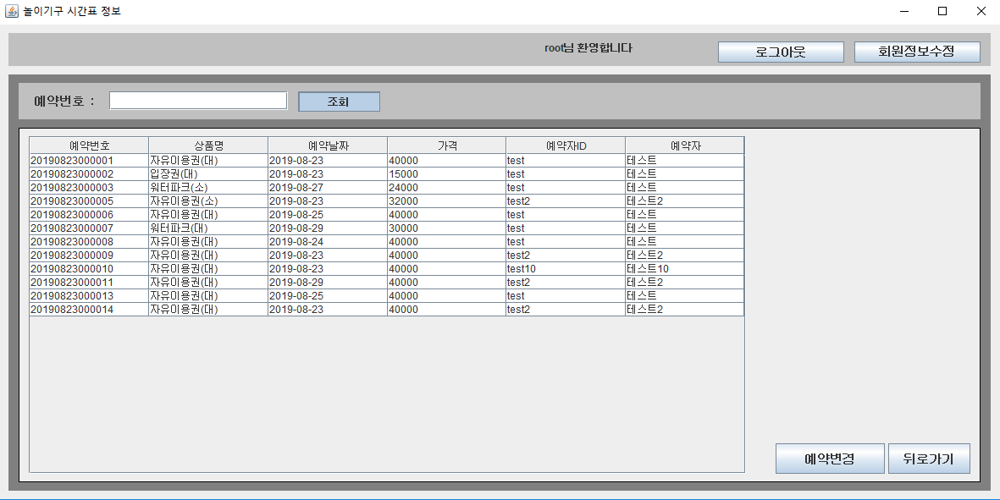 놀이기구 시간표 정보
root님 환영합니다 로그아웃 회원정보수정
예약번호 : 조회
예약번호 상품명 예약날짜 가격 예약자ID 예약자
20190823000001 자유이용권(대) 2019-08-23 40000 test 테스트
20190823000002 입장권(대) 2019-08-23 15000 test 테스트
20190823000003 워터파크(소) 2019-08-27 24000 test 테스트
20190823000005 자유이용권(소) 2019-08-23 32000 test2 테스트2
20190823000006 자유이용권(대) 2019-08-25 40000 test 테스트
20190823000007 워터파크(대) 2019-08-29 30000 test 테스트
20190823000008 자유이용권(대) 2019-08-24 40000 test 테스트
20190823000009 자유이용권(대) 2019-08-23 40000 test2 테스트2
20190823000010 자유이용권(대) 2019-08-23 40000 test10 테스트10
20190823000011 자유이용권(대) 2019-08-29 40000 test2 테스트2
20190823000013 자유이용권(대) 2019-08-25 40000 test 테스트
20190823000014 자유이용권(대) 2019-08-23 40000 test2 테스트2
예약변경 뒤로가기